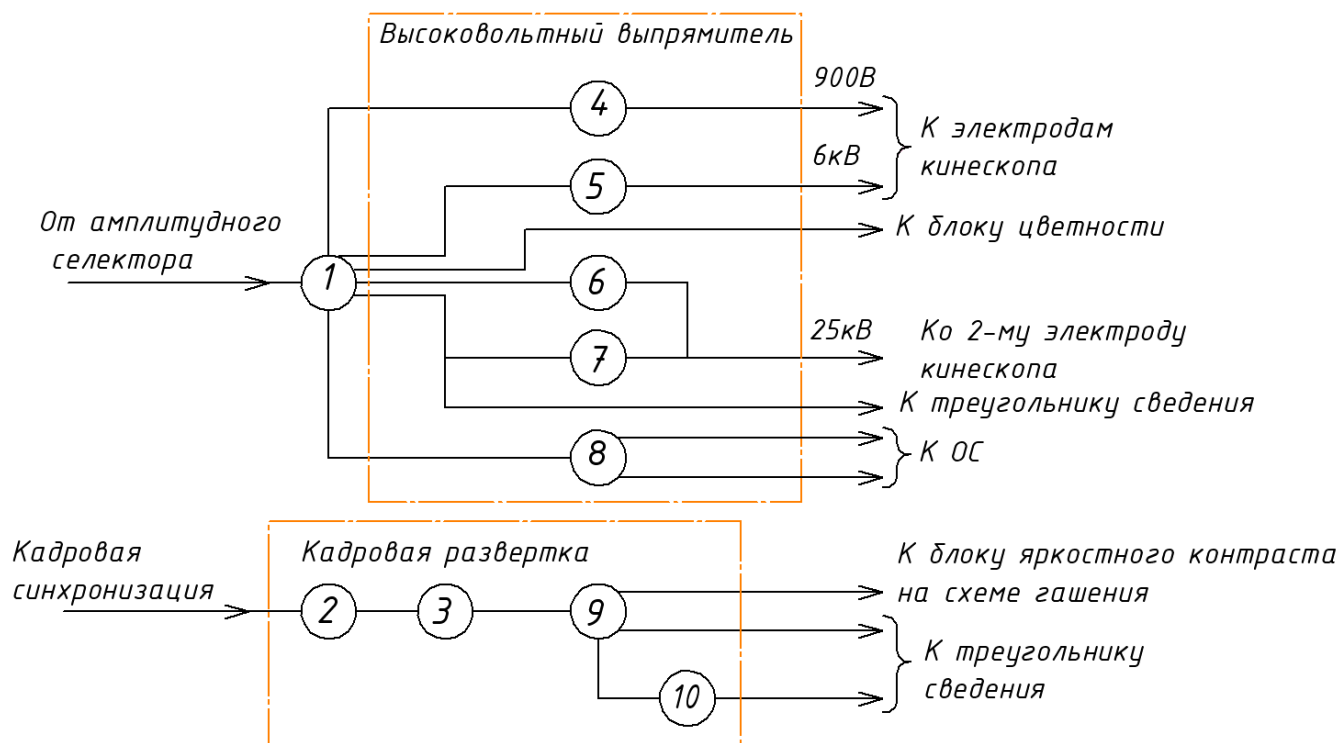 Высоковольтный выпрямитель
4
900В
К электродам
кинескопа
5
6кВ
К блоку цветности
От амплитудного
селектора
1
6
7
25кВ
Ко 2-му электроду
кинескопа
К треугольнику сведения
8
К ОС
Кадровая
синхронизация
Кадровая развертка
2
3
9
10
К блоку яркостного контраста
на схеме гашения
К треугольнику
сведения